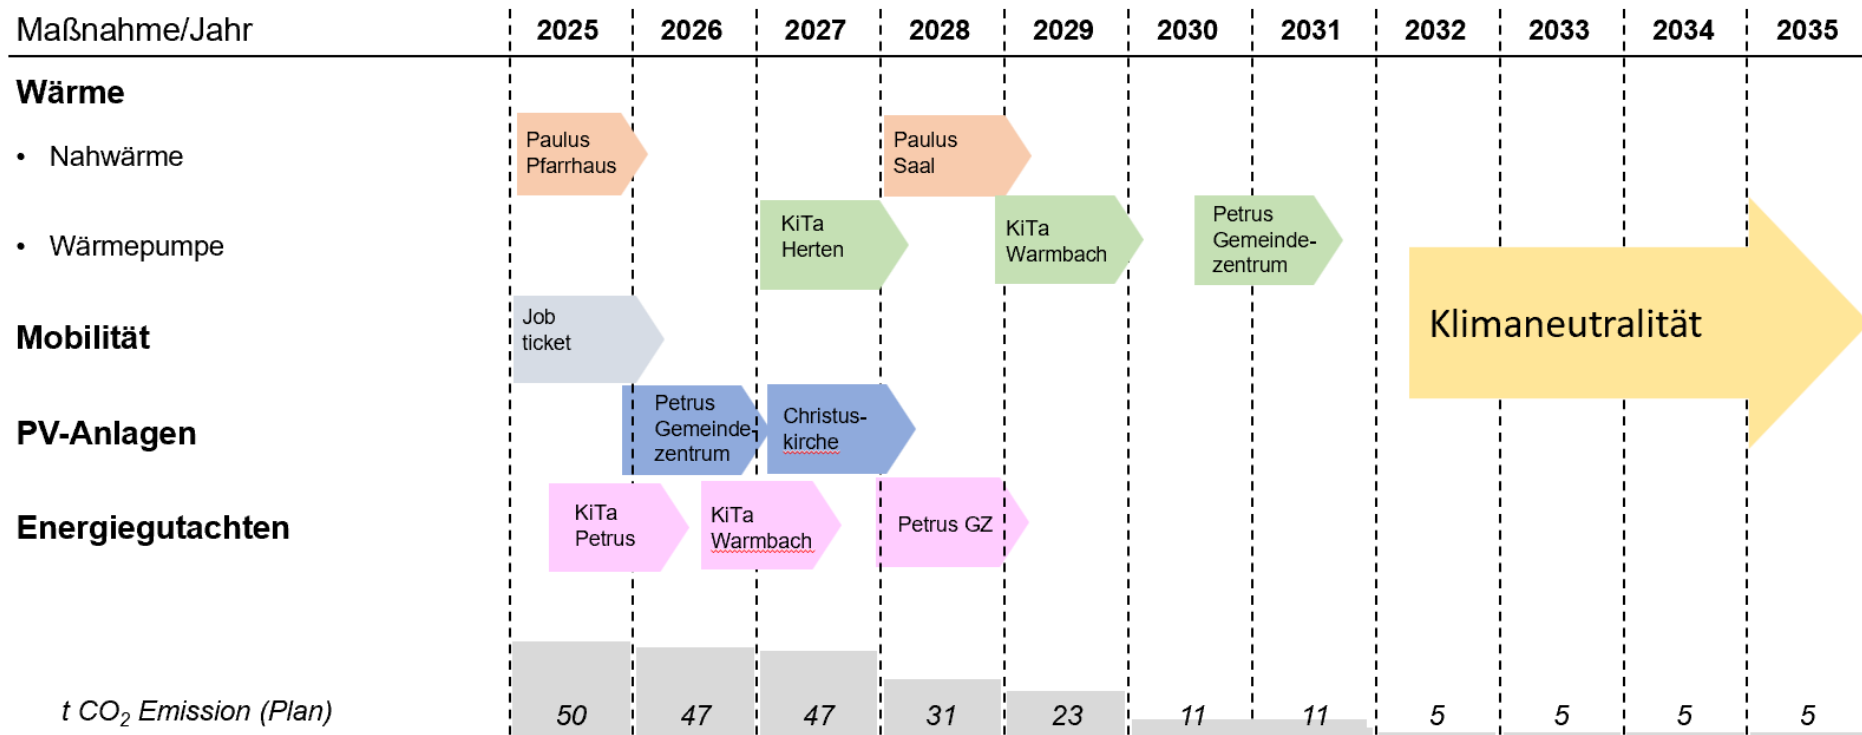 Maßnahme/Jahr 2025 2026 2027 2028 2029 2030 2031 2032 2033 2034 2035
Wärme
• Nahwärme
Paulus
Pfarrhaus
Paulus
Saal
• Wärmepumpe
KiTa
Herten
KiTa
Warmbach
Petrus
Gemeinde-
zentrum
Klimaneutralität
Mobilität
Job
ticket
PV-Anlagen
Petrus
Gemeinde-
zentrum
Christus-
kirche
Energiegutachten
KiTa
Petrus
KiTa
Warmbach
Petrus GZ
t CO₂ Emission (Plan) 50 47 47 31 23 11 11 5 5 5 5